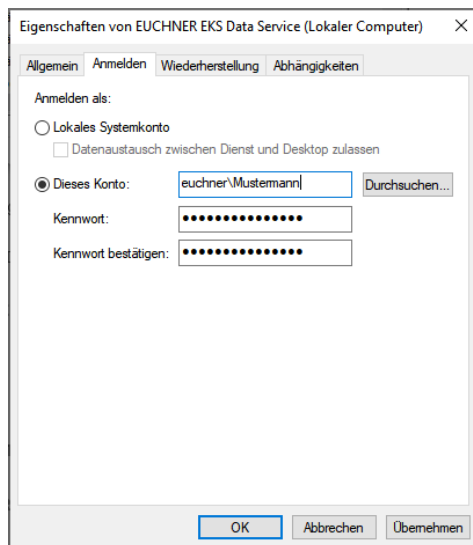 Eigenschaften von EUCHNER EKS Data Service (Lokaler Computer)
Allgemein Anmelden Wiederherstellung Abhängigkeiten
Anmelden als:
Lokales Systemkonto
Datenaustausch zwischen Dienst und Desktop zulassen
Dieses Konto: euchner\Mustermann Durchsuchen...
Kennwort: •••••••••••••••
Kennwort bestätigen: •••••••••••••••
OK Abbrechen Übernehmen